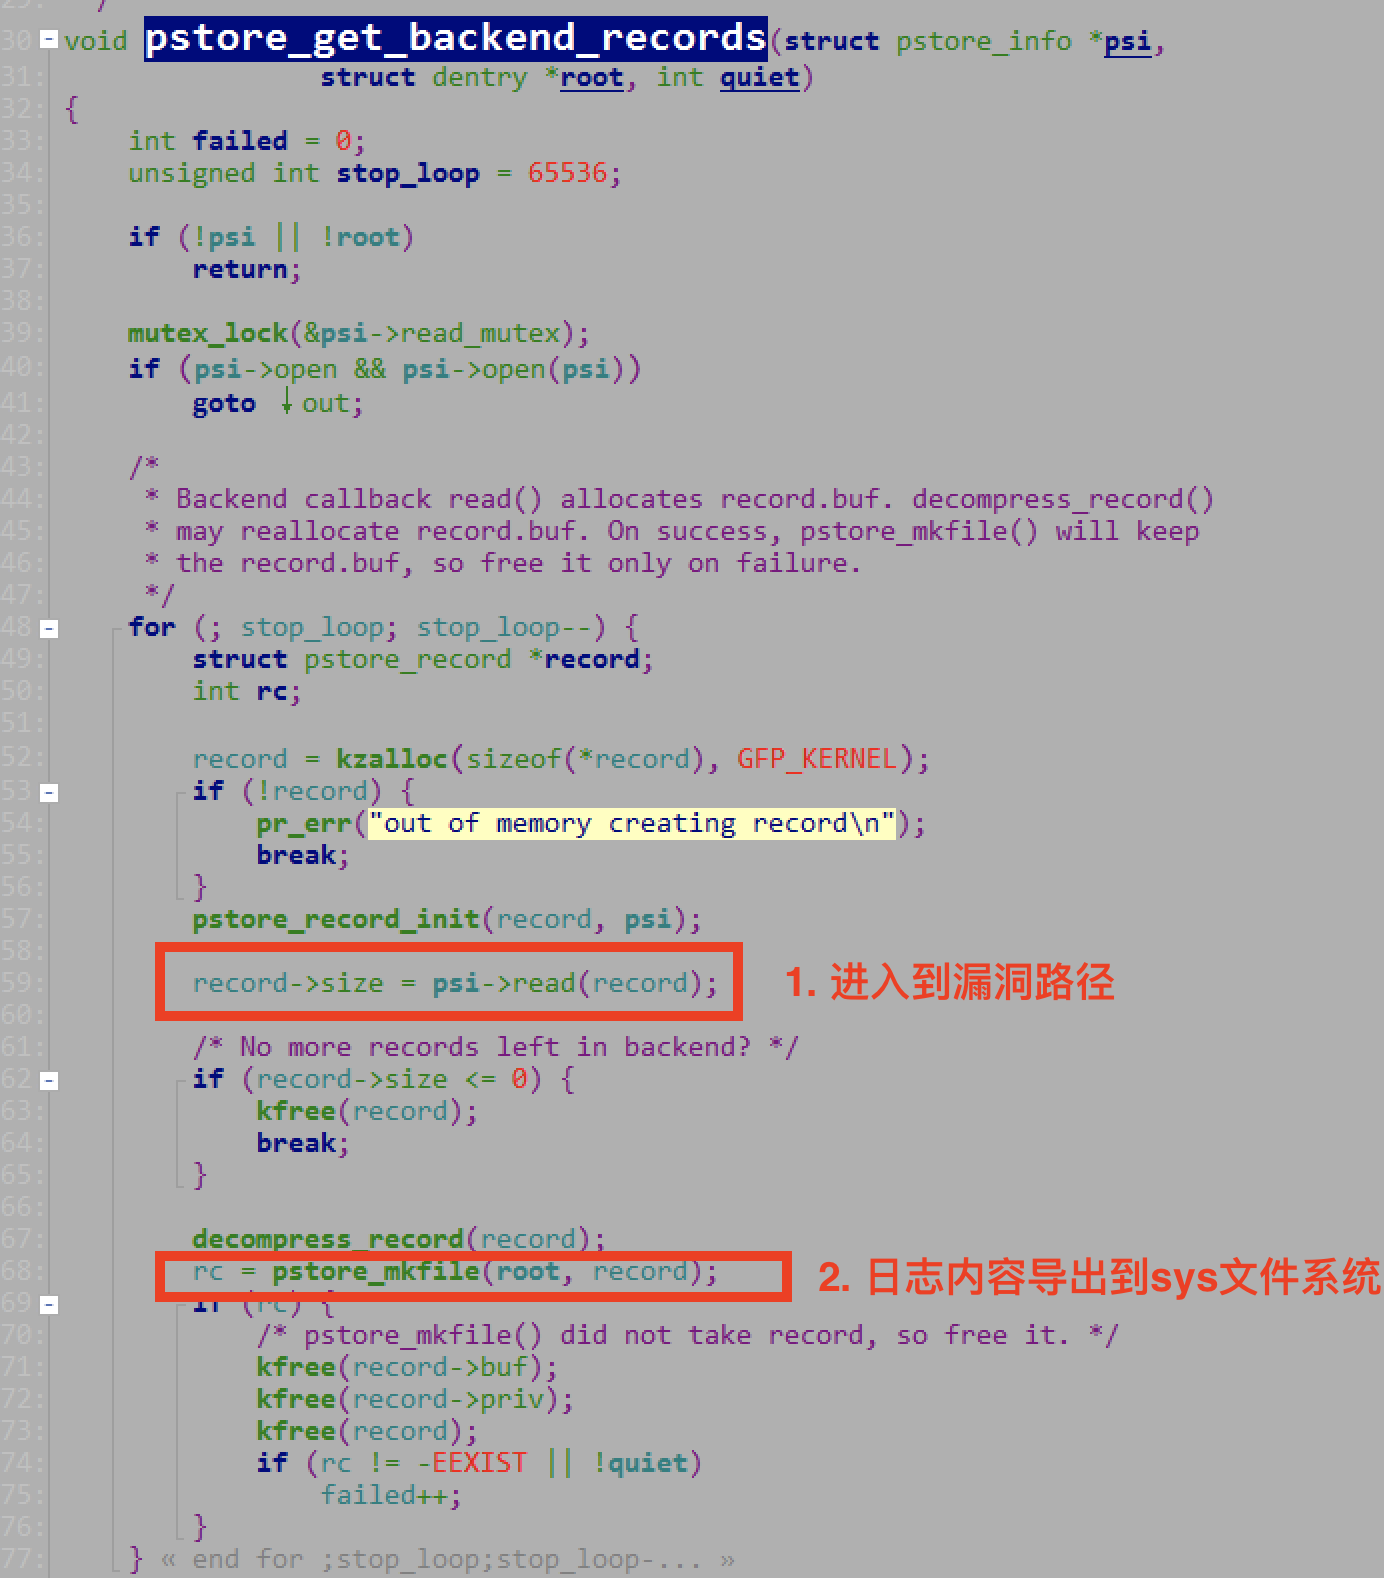 29: */
30: void pstore_get_backend_records(struct pstore_info *psi,
31: struct dentry *root, int quiet)
32: {
33: int failed = 0;
34: unsigned int stop_loop = 65536;
35:
36: if (!psi || !root)
37: return;
38:
39: mutex_lock(&psi->read_mutex);
40: if (psi->open && psi->open(psi))
41: goto ↓out;
42:
43: /*
44: * Backend callback read() allocates record.buf. decompress_record()
45: * may reallocate record.buf. On success, pstore_mkfile() will keep
46: * the record.buf, so free it only on failure.
47: */
48: for (; stop_loop; stop_loop--) {
49: struct pstore_record *record;
50: int rc;
51:
52: record = kzalloc(sizeof(*record), GFP_KERNEL);
53: if (!record) {
54: pr_err("out of memory creating record\n");
55: break;
56: }
57: pstore_record_init(record, psi);
58:
59: record->size = psi->read(record); 1. 进入到漏洞路径
60:
61: /* No more records left in backend? */
62: if (record->size <= 0) {
63: kfree(record);
64: break;
65: }
66:
67: decompress_record(record);
68: rc = pstore_mkfile(root, record); 2. 日志内容导出到sys文件系统
69: if (rc) {
70: /* pstore_mkfile() did not take record, so free it. */
71: kfree(record->buf);
72: kfree(record->priv);
73: kfree(record);
74: if (rc != -EEXIST || !quiet)
75: failed++;
76: }
77: } « end for ;stop_loop;stop_loop-... »